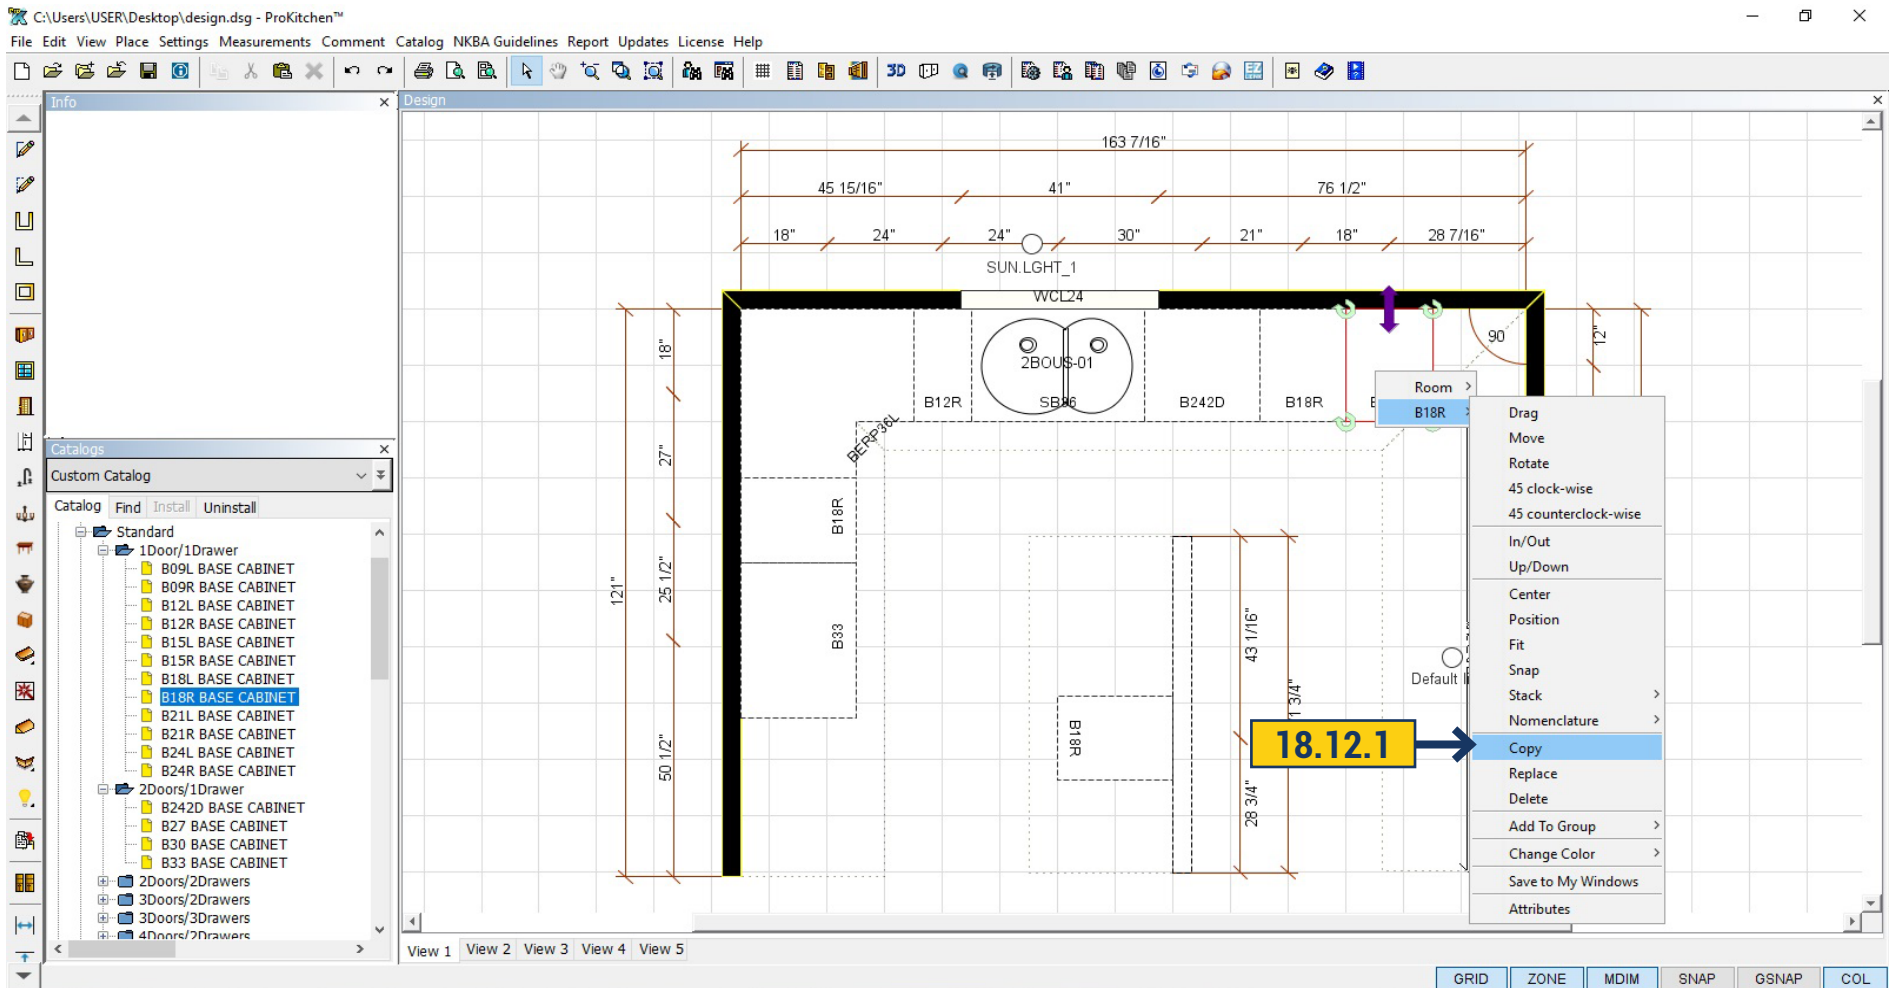 C:\Users\USER\Desktop\design.dsg - ProKitchen™
File Edit View Place Settings Measurements Comment Catalog NKBA Guidelines Report Updates License Help
3D
EZ
Info
Design
163 7/16"
45 15/16" 41" 76 1/2"
18" 24" 24" 30" 21" 18" 28 7/16"
SUN.LGHT_1
WCL24
90
12"
18"
2BOUS-01
B12R
B242D B18R
BERP36L
27"
B18R
25 1/2"
121"
B33
50 1/2"
43 1/16"
B18R
28 3/4"
Room
B18R
Drag
Move
Rotate
45 clock-wise
45 counterclock-wise
In/Out
Up/Down
Center
Position
Fit
Snap
Stack
Nomenclature
Copy
Replace
Delete
Add To Group
Change Color
Save to My Windows
Attributes
Default
18.12.1
Catalogs
Custom Catalog
Catalog Find Install Uninstall
Standard
1Door/1Drawer
B09L BASE CABINET
B09R BASE CABINET
B12L BASE CABINET
B12R BASE CABINET
B15L BASE CABINET
B15R BASE CABINET
B18L BASE CABINET
B18R BASE CABINET
B21L BASE CABINET
B21R BASE CABINET
B24L BASE CABINET
B24R BASE CABINET
2Doors/1Drawer
B242D BASE CABINET
B27 BASE CABINET
B30 BASE CABINET
B33 BASE CABINET
2Doors/2Drawers
3Doors/2Drawers
3Doors/3Drawers
4Doors/2Drawers
View 1 View 2 View 3 View 4 View 5
GRID ZONE MDIM SNAP GSNAP COL